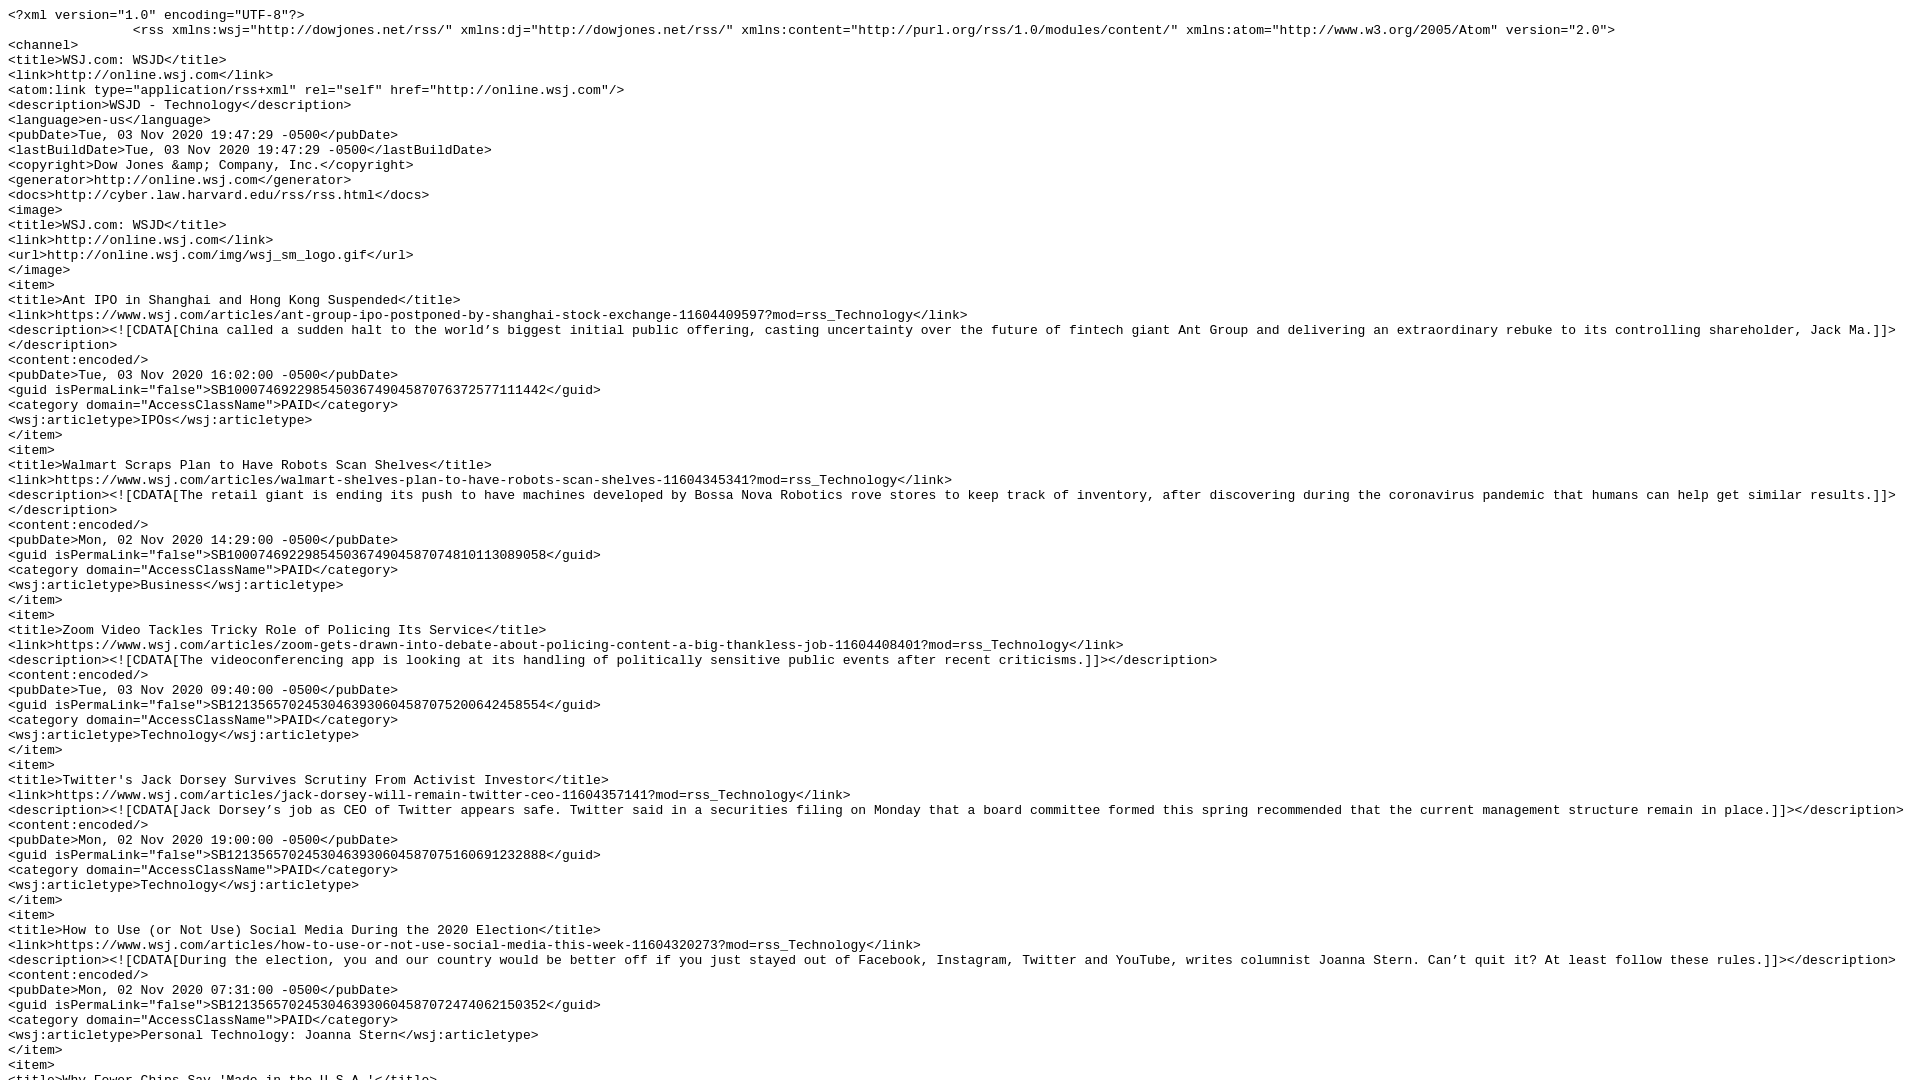 <?xml version="1.0" encoding="UTF-8"?>
<rss xmlns:wsj="http://dowjones.net/rss/" xmlns:dj="http://dowjones.net/rss/" xmlns:content="http://purl.org/rss/1.0/modules/content/" xmlns:atom="http://www.w3.org/2005/Atom" version="2.0">
<channel>
<title>WSJ.com: WSJD</title>
<link>http://online.wsj.com</link>
<atom:link type="application/rss+xml" rel="self" href="http://online.wsj.com"/>
<description>WSJD - Technology</description>
<language>en-us</language>
<pubDate>Tue, 03 Nov 2020 19:47:29 -0500</pubDate>
<lastBuildDate>Tue, 03 Nov 2020 19:47:29 -0500</lastBuildDate>
<copyright>Dow Jones &amp; Company, Inc.</copyright>
<generator>http://online.wsj.com</generator>
<docs>http://cyber.law.harvard.edu/rss/rss.html</docs>
<image>
<title>WSJ.com: WSJD</title>
<link>http://online.wsj.com</link>
<url>http://online.wsj.com/img/wsj_sm_logo.gif</url>
</image>
<item>
<title>Ant IPO in Shanghai and Hong Kong Suspended</title>
<link>https://www.wsj.com/articles/ant-group-ipo-postponed-by-shanghai-stock-exchange-11604409597?mod=rss_Technology</link>
<description><![CDATA[China called a sudden halt to the world’s biggest initial public offering, casting uncertainty over the future of fintech giant Ant Group and delivering an extraordinary rebuke to its controlling shareholder, Jack Ma.]]>
</description>
<content:encoded/>
<pubDate>Tue, 03 Nov 2020 16:02:00 -0500</pubDate>
<guid isPermaLink="false">SB10007469229854503674904587076372577111442</guid>
<category domain="AccessClassName">PAID</category>
<wsj:articletype>IPOs</wsj:articletype>
</item>
<item>
<title>Walmart Scraps Plan to Have Robots Scan Shelves</title>
<link>https://www.wsj.com/articles/walmart-shelves-plan-to-have-robots-scan-shelves-11604345341?mod=rss_Technology</link>
<description><![CDATA[The retail giant is ending its push to have machines developed by Bossa Nova Robotics rove stores to keep track of inventory, after discovering during the coronavirus pandemic that humans can help get similar results.]]>
</description>
<content:encoded/>
<pubDate>Mon, 02 Nov 2020 14:29:00 -0500</pubDate>
<guid isPermaLink="false">SB10007469229854503674904587074810113089058</guid>
<category domain="AccessClassName">PAID</category>
<wsj:articletype>Business</wsj:articletype>
</item>
<item>
<title>Zoom Video Tackles Tricky Role of Policing Its Service</title>
<link>https://www.wsj.com/articles/zoom-gets-drawn-into-debate-about-policing-content-a-big-thankless-job-11604408401?mod=rss_Technology</link>
<description><![CDATA[The videoconferencing app is looking at its handling of politically sensitive public events after recent criticisms.]]></description>
<content:encoded/>
<pubDate>Tue, 03 Nov 2020 09:40:00 -0500</pubDate>
<guid isPermaLink="false">SB12135657024530463930604587075200642458554</guid>
<category domain="AccessClassName">PAID</category>
<wsj:articletype>Technology</wsj:articletype>
</item>
<item>
<title>Twitter's Jack Dorsey Survives Scrutiny From Activist Investor</title>
<link>https://www.wsj.com/articles/jack-dorsey-will-remain-twitter-ceo-11604357141?mod=rss_Technology</link>
<description><![CDATA[Jack Dorsey’s job as CEO of Twitter appears safe. Twitter said in a securities filing on Monday that a board committee formed this spring recommended that the current management structure remain in place.]]></description>
<content:encoded/>
<pubDate>Mon, 02 Nov 2020 19:00:00 -0500</pubDate>
<guid isPermaLink="false">SB12135657024530463930604587075160691232888</guid>
<category domain="AccessClassName">PAID</category>
<wsj:articletype>Technology</wsj:articletype>
</item>
<item>
<title>How to Use (or Not Use) Social Media During the 2020 Election</title>
<link>https://www.wsj.com/articles/how-to-use-or-not-use-social-media-this-week-11604320273?mod=rss_Technology</link>
<description><![CDATA[During the election, you and our country would be better off if you just stayed out of Facebook, Instagram, Twitter and YouTube, writes columnist Joanna Stern. Can’t quit it? At least follow these rules.]]></description>
<content:encoded/>
<pubDate>Mon, 02 Nov 2020 07:31:00 -0500</pubDate>
<guid isPermaLink="false">SB12135657024530463930604587072474062150352</guid>
<category domain="AccessClassName">PAID</category>
<wsj:articletype>Personal Technology: Joanna Stern</wsj:articletype>
</item>
<item>
<title>Why Fewer Chips Say 'Made in the U.S.A.'</title>